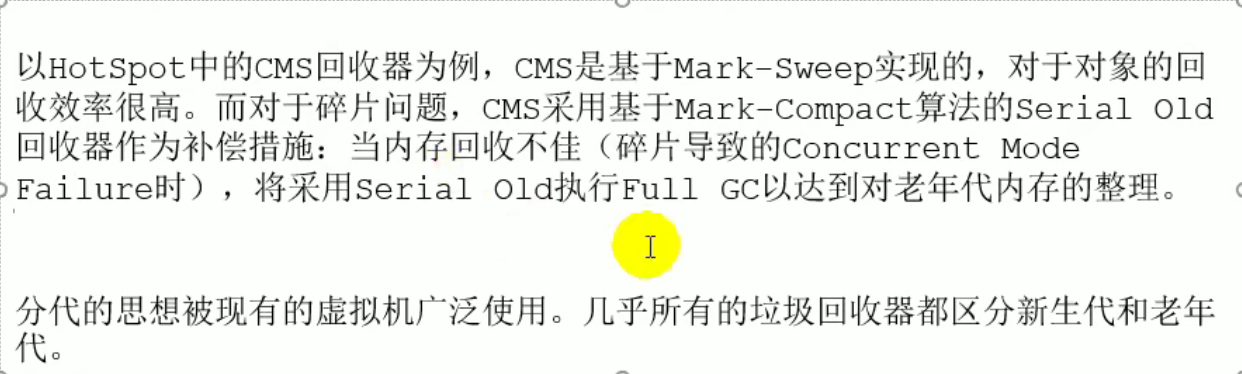 以HotSpot中的CMS回收器为例，CMS是基于Mark-Sweep实现的，对于对象的回
收效率很高。而对于碎片问题，CMS采用基于Mark-Compact算法的Serial Old
回收器作为补偿措施：当内存回收不佳（碎片导致的Concurrent Mode
Failure时），将采用Serial Old执行Full GC以达到对老年代内存的整理。
分代的思想被现有的虚拟机广泛使用。几乎所有的垃圾回收器都区分新生代和老年
代。